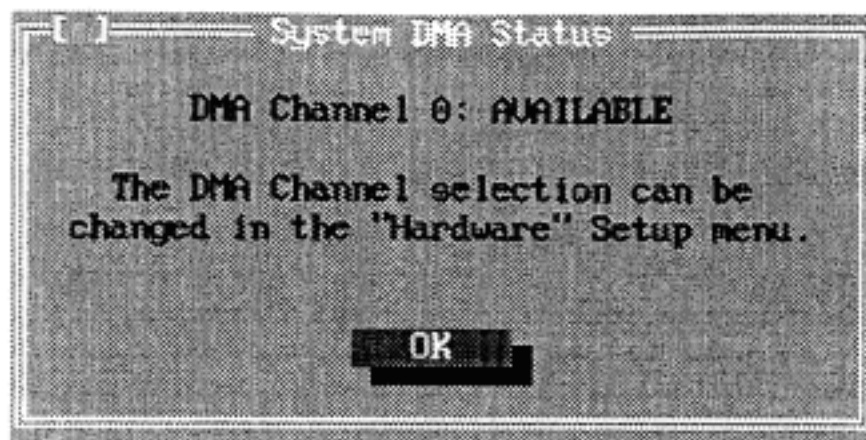 [ ] System DMA Status
DMA Channel 0: AVAILABLE
The DMA Channel selection can be
changed in the "Hardware" Setup menu.
OK